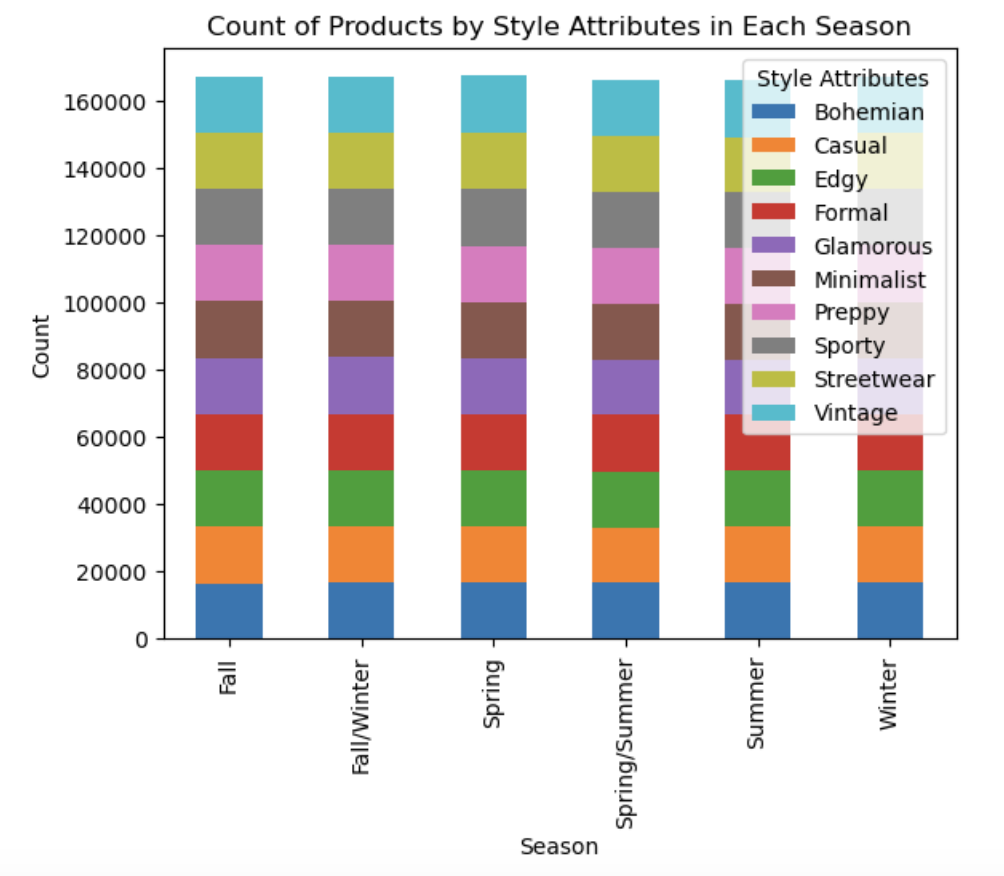 Count of Products by Style Attributes in Each Season
Count
160000
140000
120000
100000
80000
60000
40000
20000
0
Style Attributes
Bohemian
Casual
Edgy
Formal
Glamorous
Minimalist
Preppy
Sporty
Streetwear
Vintage
Fall
Fall/Winter
Spring
Spring/Summer
Summer
Winter
Season